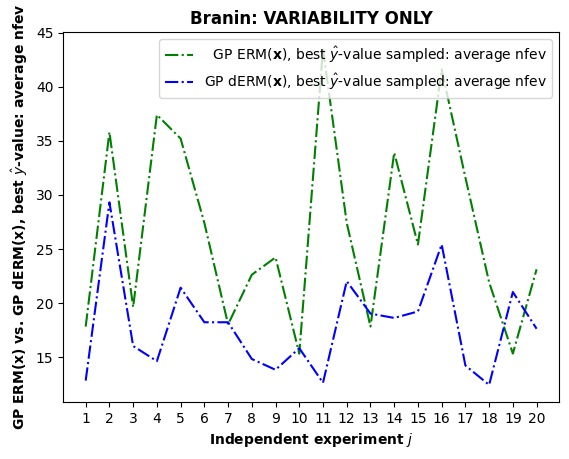 Branin: VARIABILITY ONLY
GP ERM(x) vs. GP dERM(x), best ŷ-value: average nfev
GP ERM(x), best ŷ-value sampled: average nfev
GP dERM(x), best ŷ-value sampled: average nfev
45
40
35
30
25
20
15
1 2 3 4 5 6 7 8 9 10 11 12 13 14 15 16 17 18 19 20
Independent experiment j